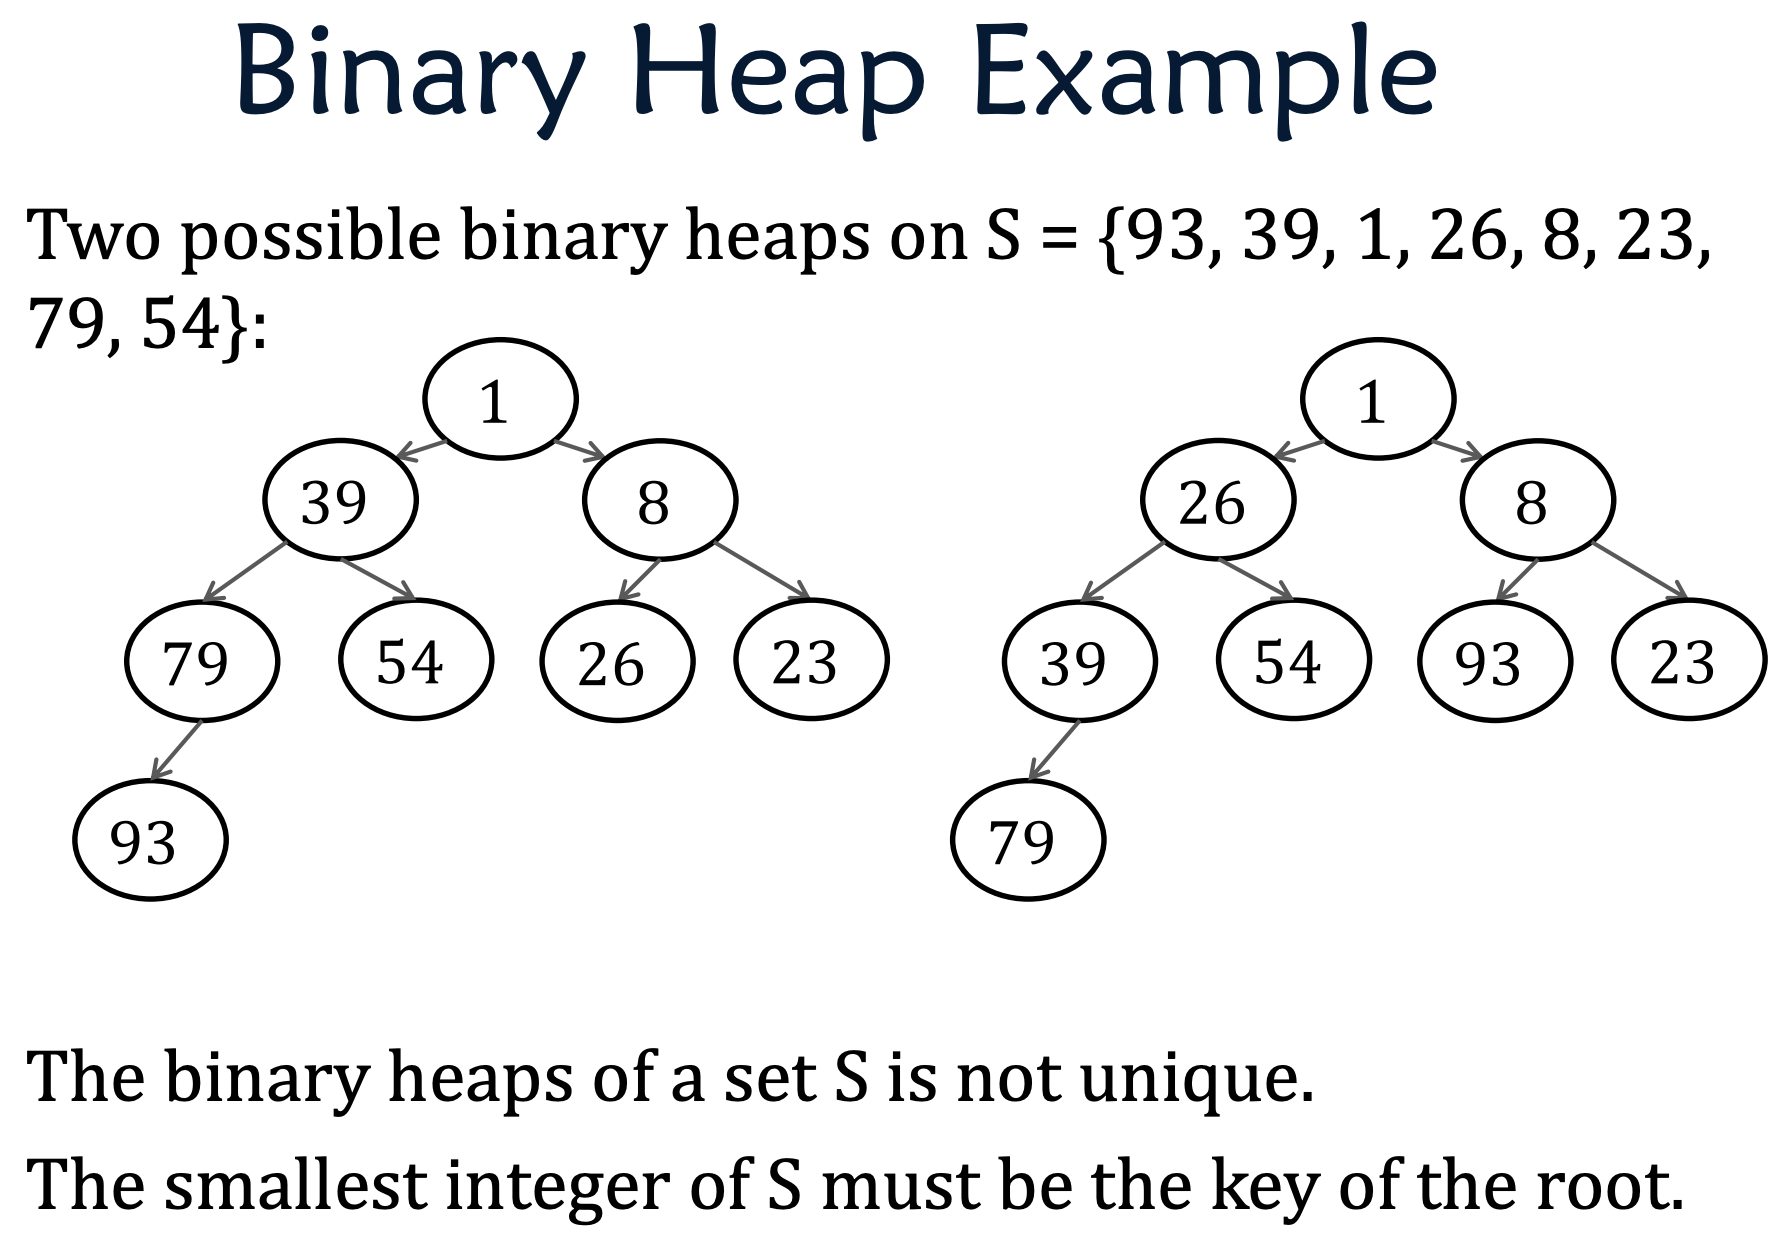 Binary Heap Example
Two possible binary heaps on S = {93, 39, 1, 26, 8, 23,
79, 54}:
1
39 8
79 54 26 23
93
1
26 8
39 54 93 23
79
The binary heaps of a set S is not unique.
The smallest integer of S must be the key of the root.